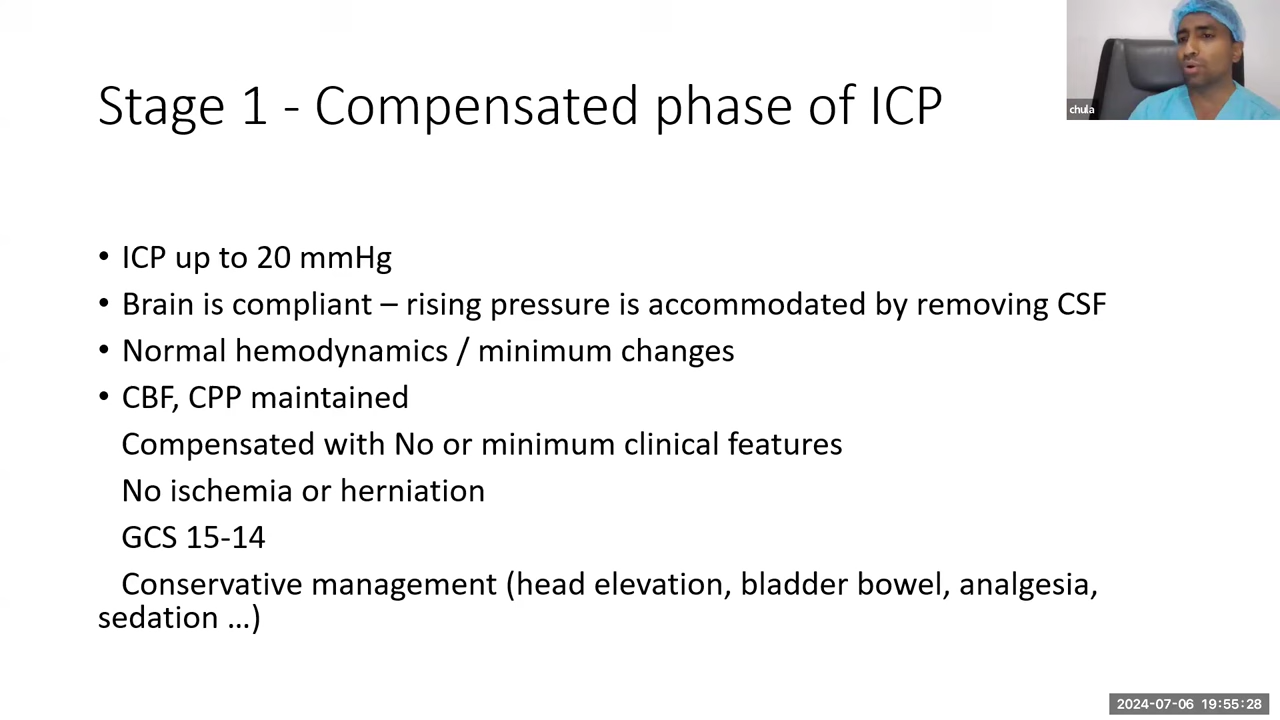 Stage 1 - Compensated phase of ICP
chula
• ICP up to 20 mmHg
• Brain is compliant – rising pressure is accommodated by removing CSF
• Normal hemodynamics / minimum changes
• CBF, CPP maintained
Compensated with No or minimum clinical features
No ischemia or herniation
GCS 15-14
Conservative management (head elevation, bladder bowel, analgesia,
sedation ...)
2024-07-06 19:55:28